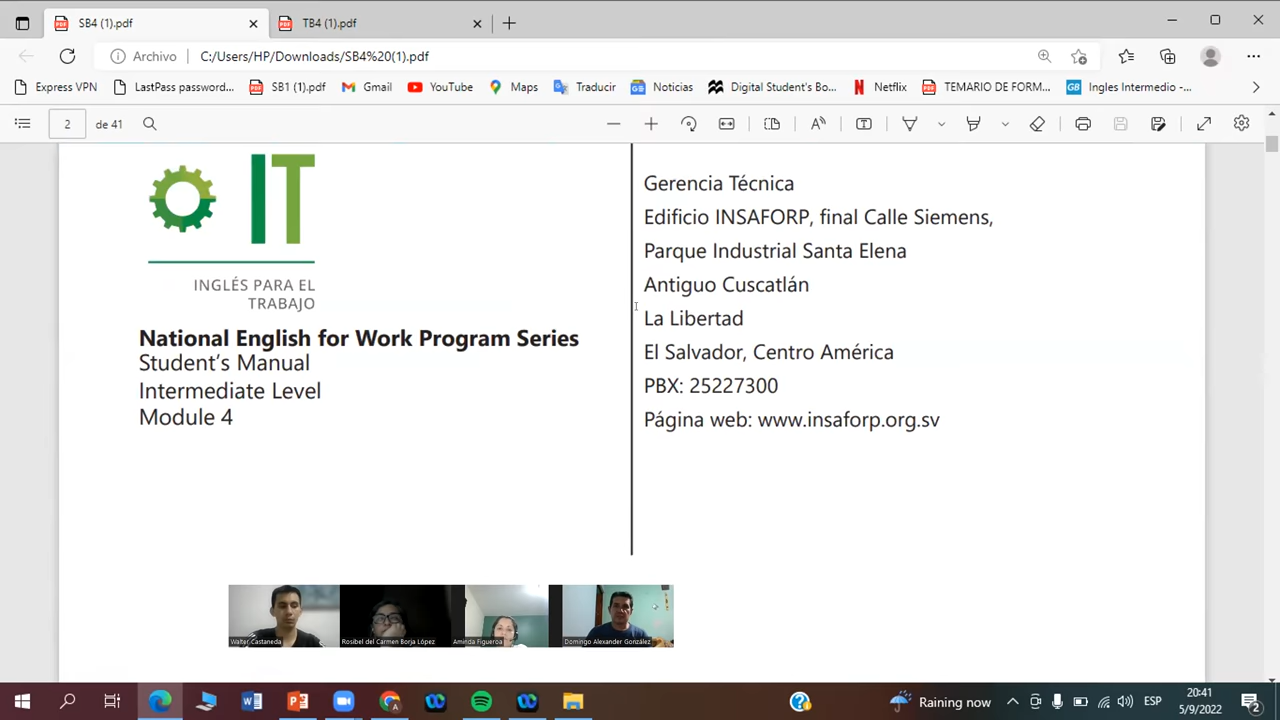 SB4 (1).pdf
TB4 (1).pdf
Archivo
C:/Users/HP/Downloads/SB4%20(1).pdf
Express VPN
LastPass password...
SB1 (1).pdf
Gmail
YouTube
Maps
Traducir
Noticias
Digital Student's Bo...
Netflix
TEMARIO DE FORM...
Ingles Intermedio -...
2 de 41
IT
INGLÉS PARA EL
TRABAJO
National English for Work Program Series
Student's Manual
Intermediate Level
Module 4
Gerencia Técnica
Edificio INSAFORP, final Calle Siemens,
Parque Industrial Santa Elena
Antiguo Cuscatlán
La Libertad
El Salvador, Centro América
PBX: 25227300
Página web: www.insaforp.org.sv
Walter Castaneda
Rosibel del Carmen Borja López
Aminda Figueroa
Domingo Alexander González
Raining now
ESP
20:41
5/9/2022
2